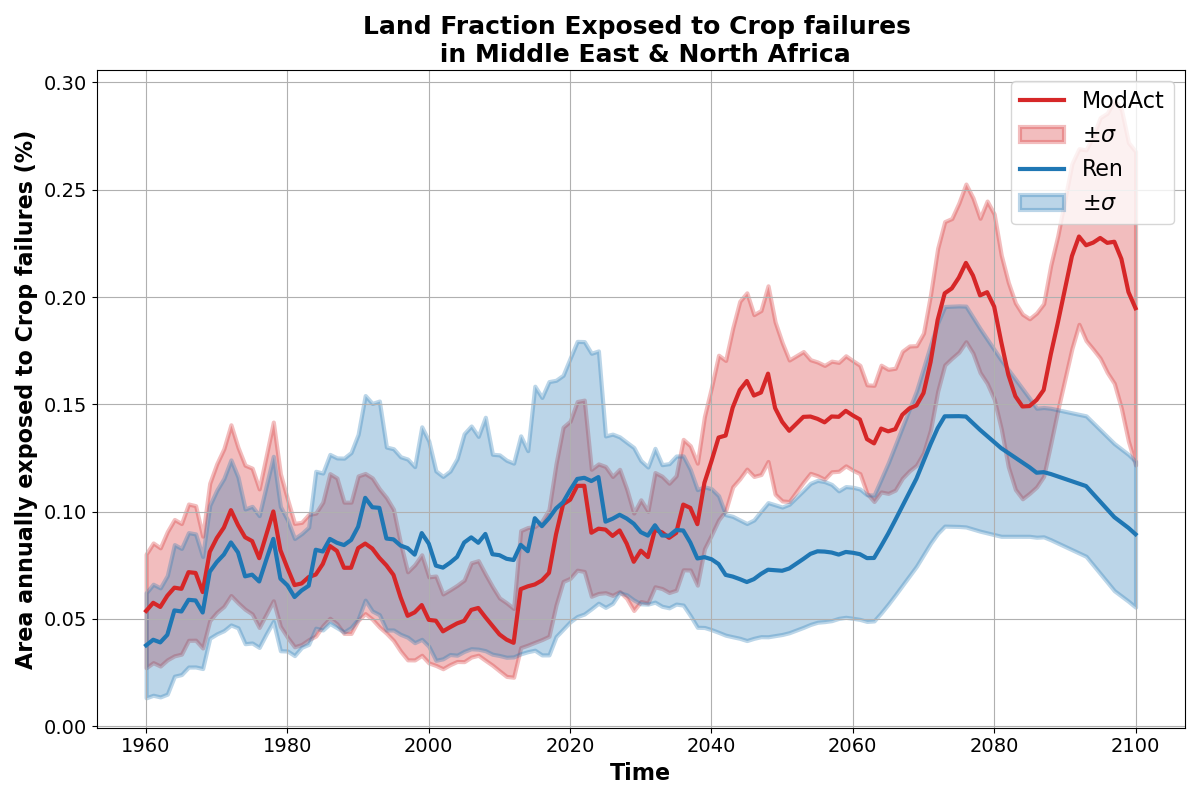 Land Fraction Exposed to Crop failures
in Middle East & North Africa
Area annually exposed to Crop failures (%)
0.30
0.25
0.20
0.15
0.10
0.05
0.00
ModAct
±σ
Ren
±σ
1960
1980
2000
2020
2040
2060
2080
2100
Time